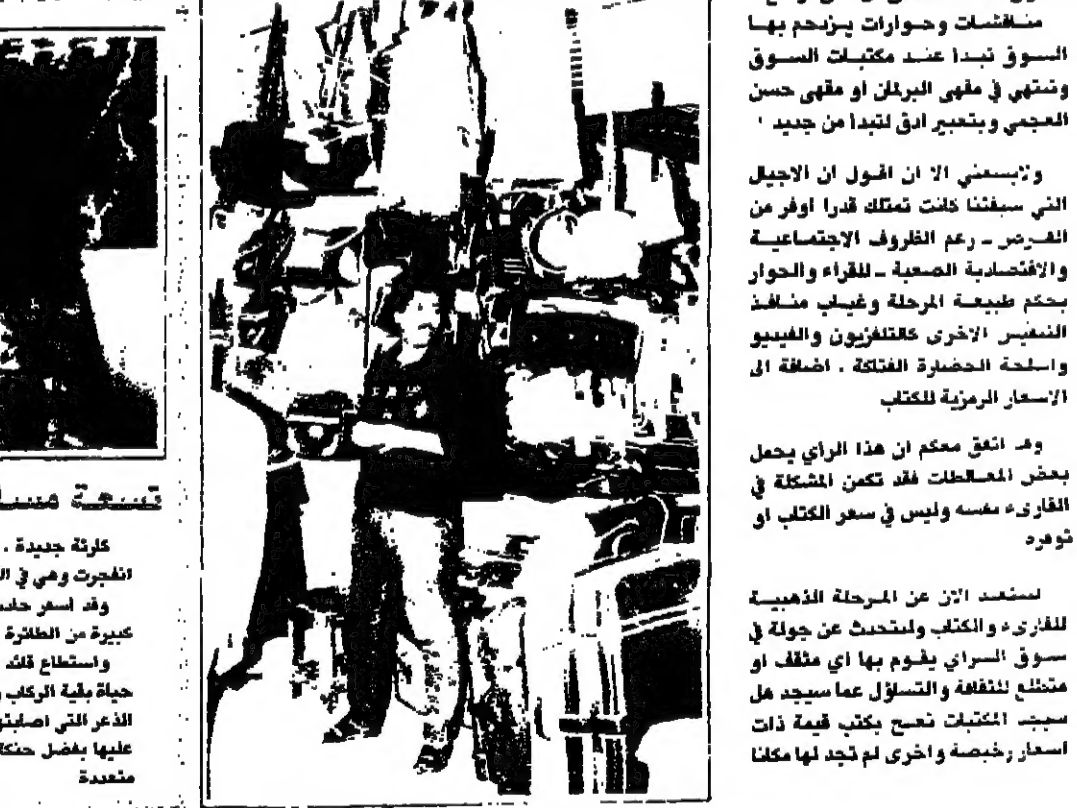 مناقشات وحوارات يزدحم بها
السوق تبدا عند مكتبات السوق
وتنتهي في مقهى البرلمان او مقهى حسن
العجمي وبتعبير ادق لتبدا من جديد
ولايسعني الا ان اقول ان الاجيال
التي سبقتنا كانت تمتلك قدرا اوفر من
الفرص ـ رغم الظروف الاجتماعية
والاقتصادية الصعبة ـ للقراء والحوار
بحكم طبيعة المرحلة وغياب منافذ
التنفيس الاخرى كالتلفزيون والفيديو
واسلحة الحضارة الفتاكة . اضافة الى
الاسعار الرمزية للكتاب
وقد اتفق معكم ان هذا الراي يحمل
بعض المغالطات فقد تكمن المشكلة في
القارىء نفسه وليس في سعر الكتاب او
توفره
لنبتعد الان عن المرحلة الذهبية
للقارىء والكتاب ولنتحدث عن جولة في
سوق السراي يقوم بها اي مثقف او
متطلع للثقافة والتساؤل عما سيجد هل
سيجد المكتبات تعج بكتب قيمة ذات
اسعار رخيصة واخرى لم تجد لها مكانا
كارثة جديدة .
انفجرت وهي في
وقد اسفر
كبيرة من الطائرة
واستطاع قائد
حياة بقية الركاب
الذعر التي
عليها بفضل
متعددة